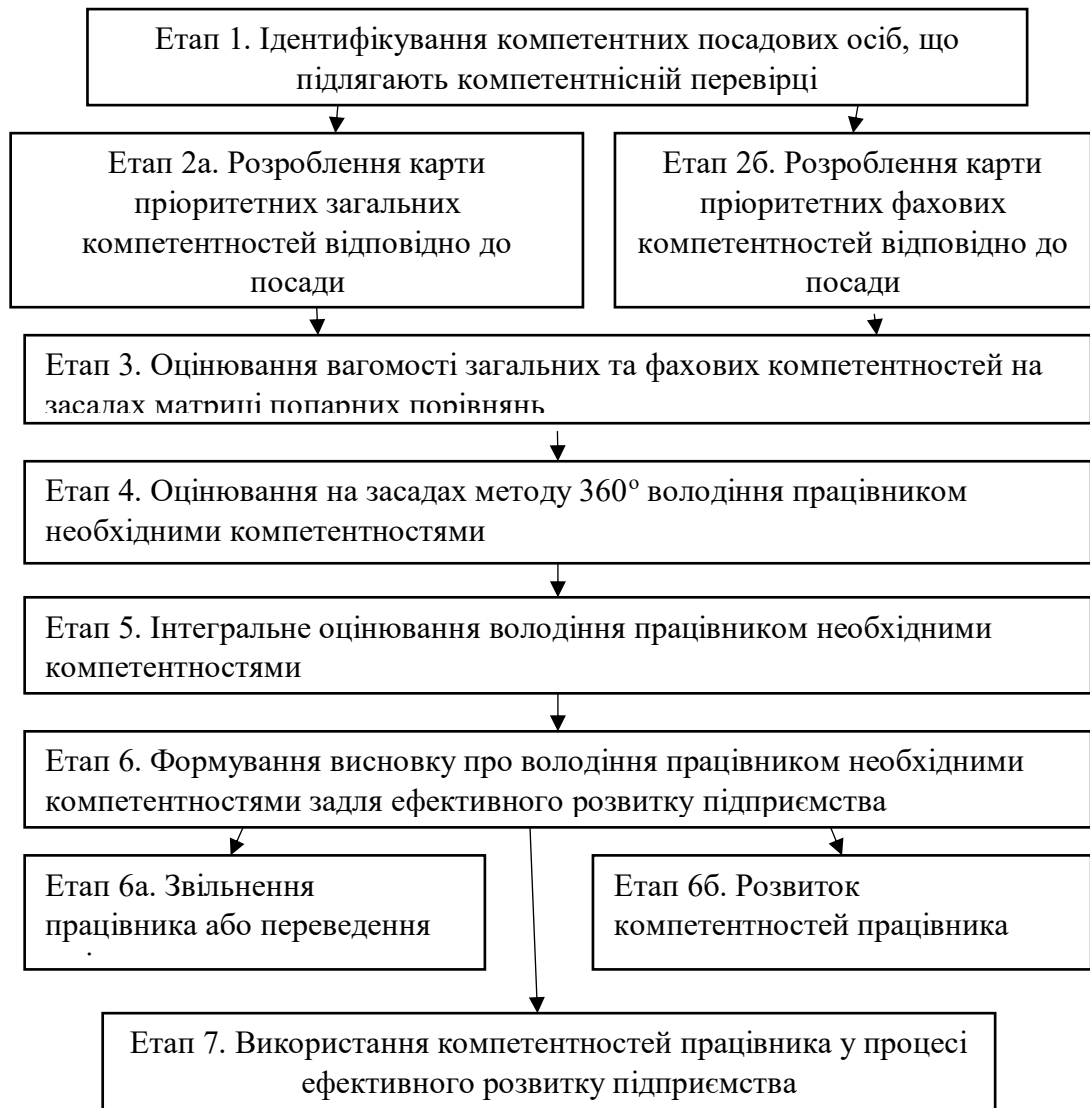 Етап 1. Ідентифікування компетентних посадових осіб, що
підлягають компетентнісній перевірці
Етап 2а. Розроблення карти
пріоритетних загальних
компетентностей відповідно до
посади
Етап 2б. Розроблення карти
пріоритетних фахових
компетентностей відповідно до
посади
Етап 3. Оцінювання вагомості загальних та фахових компетентностей на
засадах матриці попарних порівнянь
Етап 4. Оцінювання на засадах методу 360° володіння працівником
необхідними компетентностями
Етап 5. Інтегральне оцінювання володіння працівником необхідними
компетентностями
Етап 6. Формування висновку про володіння працівником необхідними
компетентностями задля ефективного розвитку підприємства
Етап 6а. Звільнення
працівника або переведення
Етап 6б. Розвиток
компетентностей працівника
Етап 7. Використання компетентностей працівника у процесі
ефективного розвитку підприємства